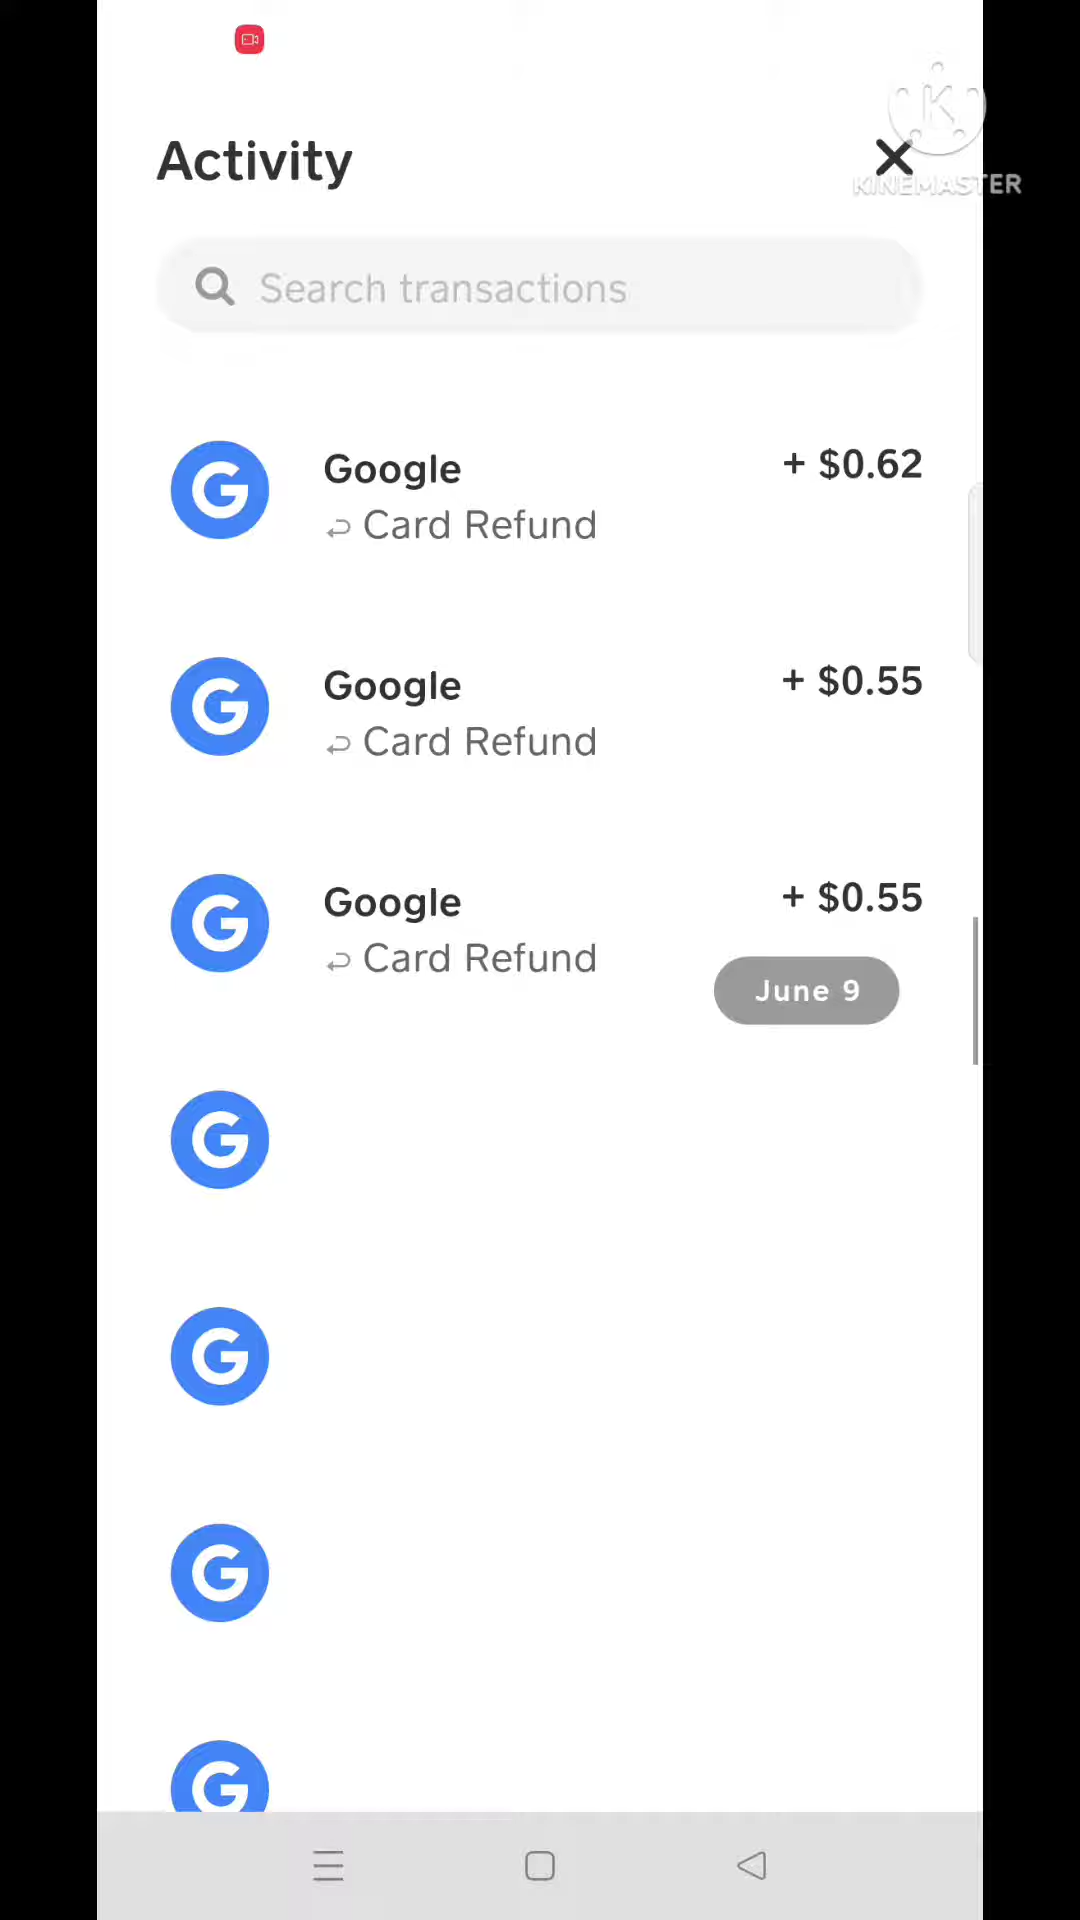 KINEMASTER
Activity
Search transactions
Google + $0.62
Card Refund
Google + $0.55
Card Refund
Google + $0.55
Card Refund
June 9